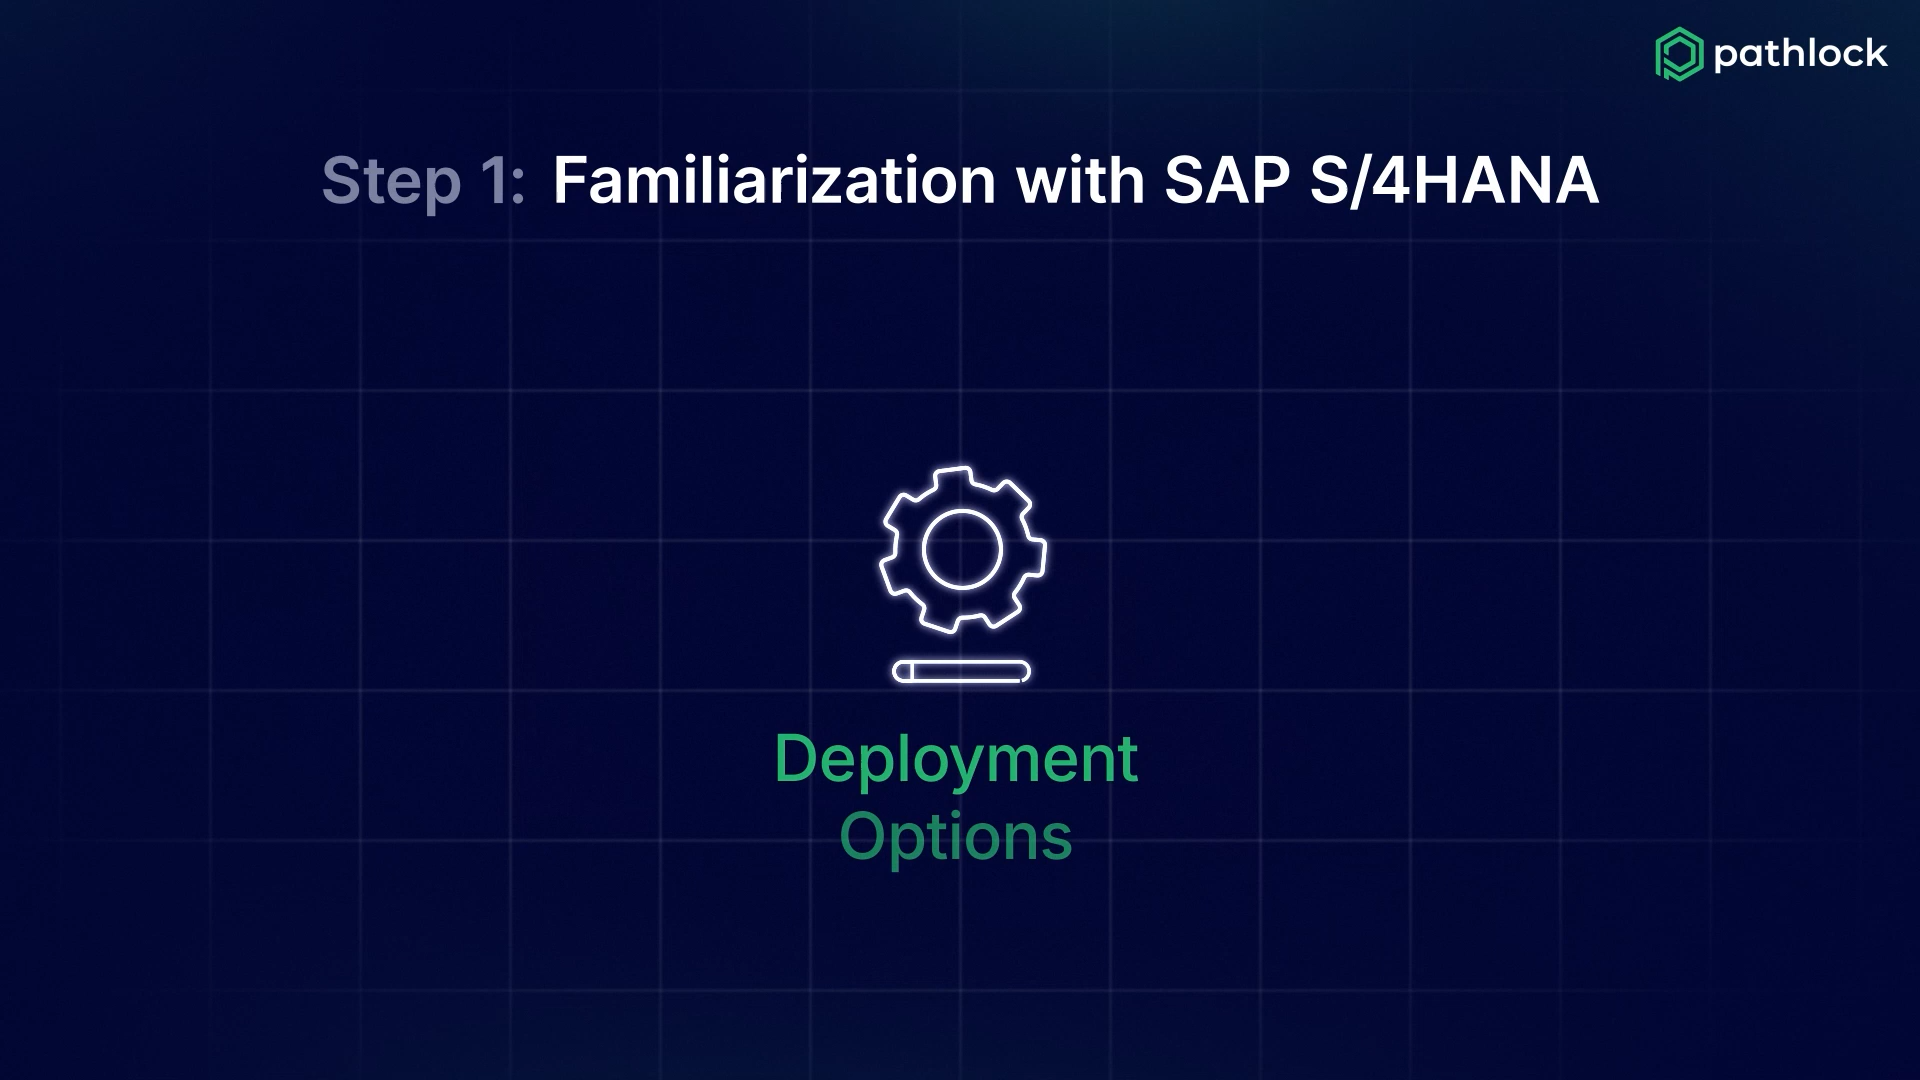 pathlock
Step 1: Familiarization with SAP S/4HANA
Deployment
Options